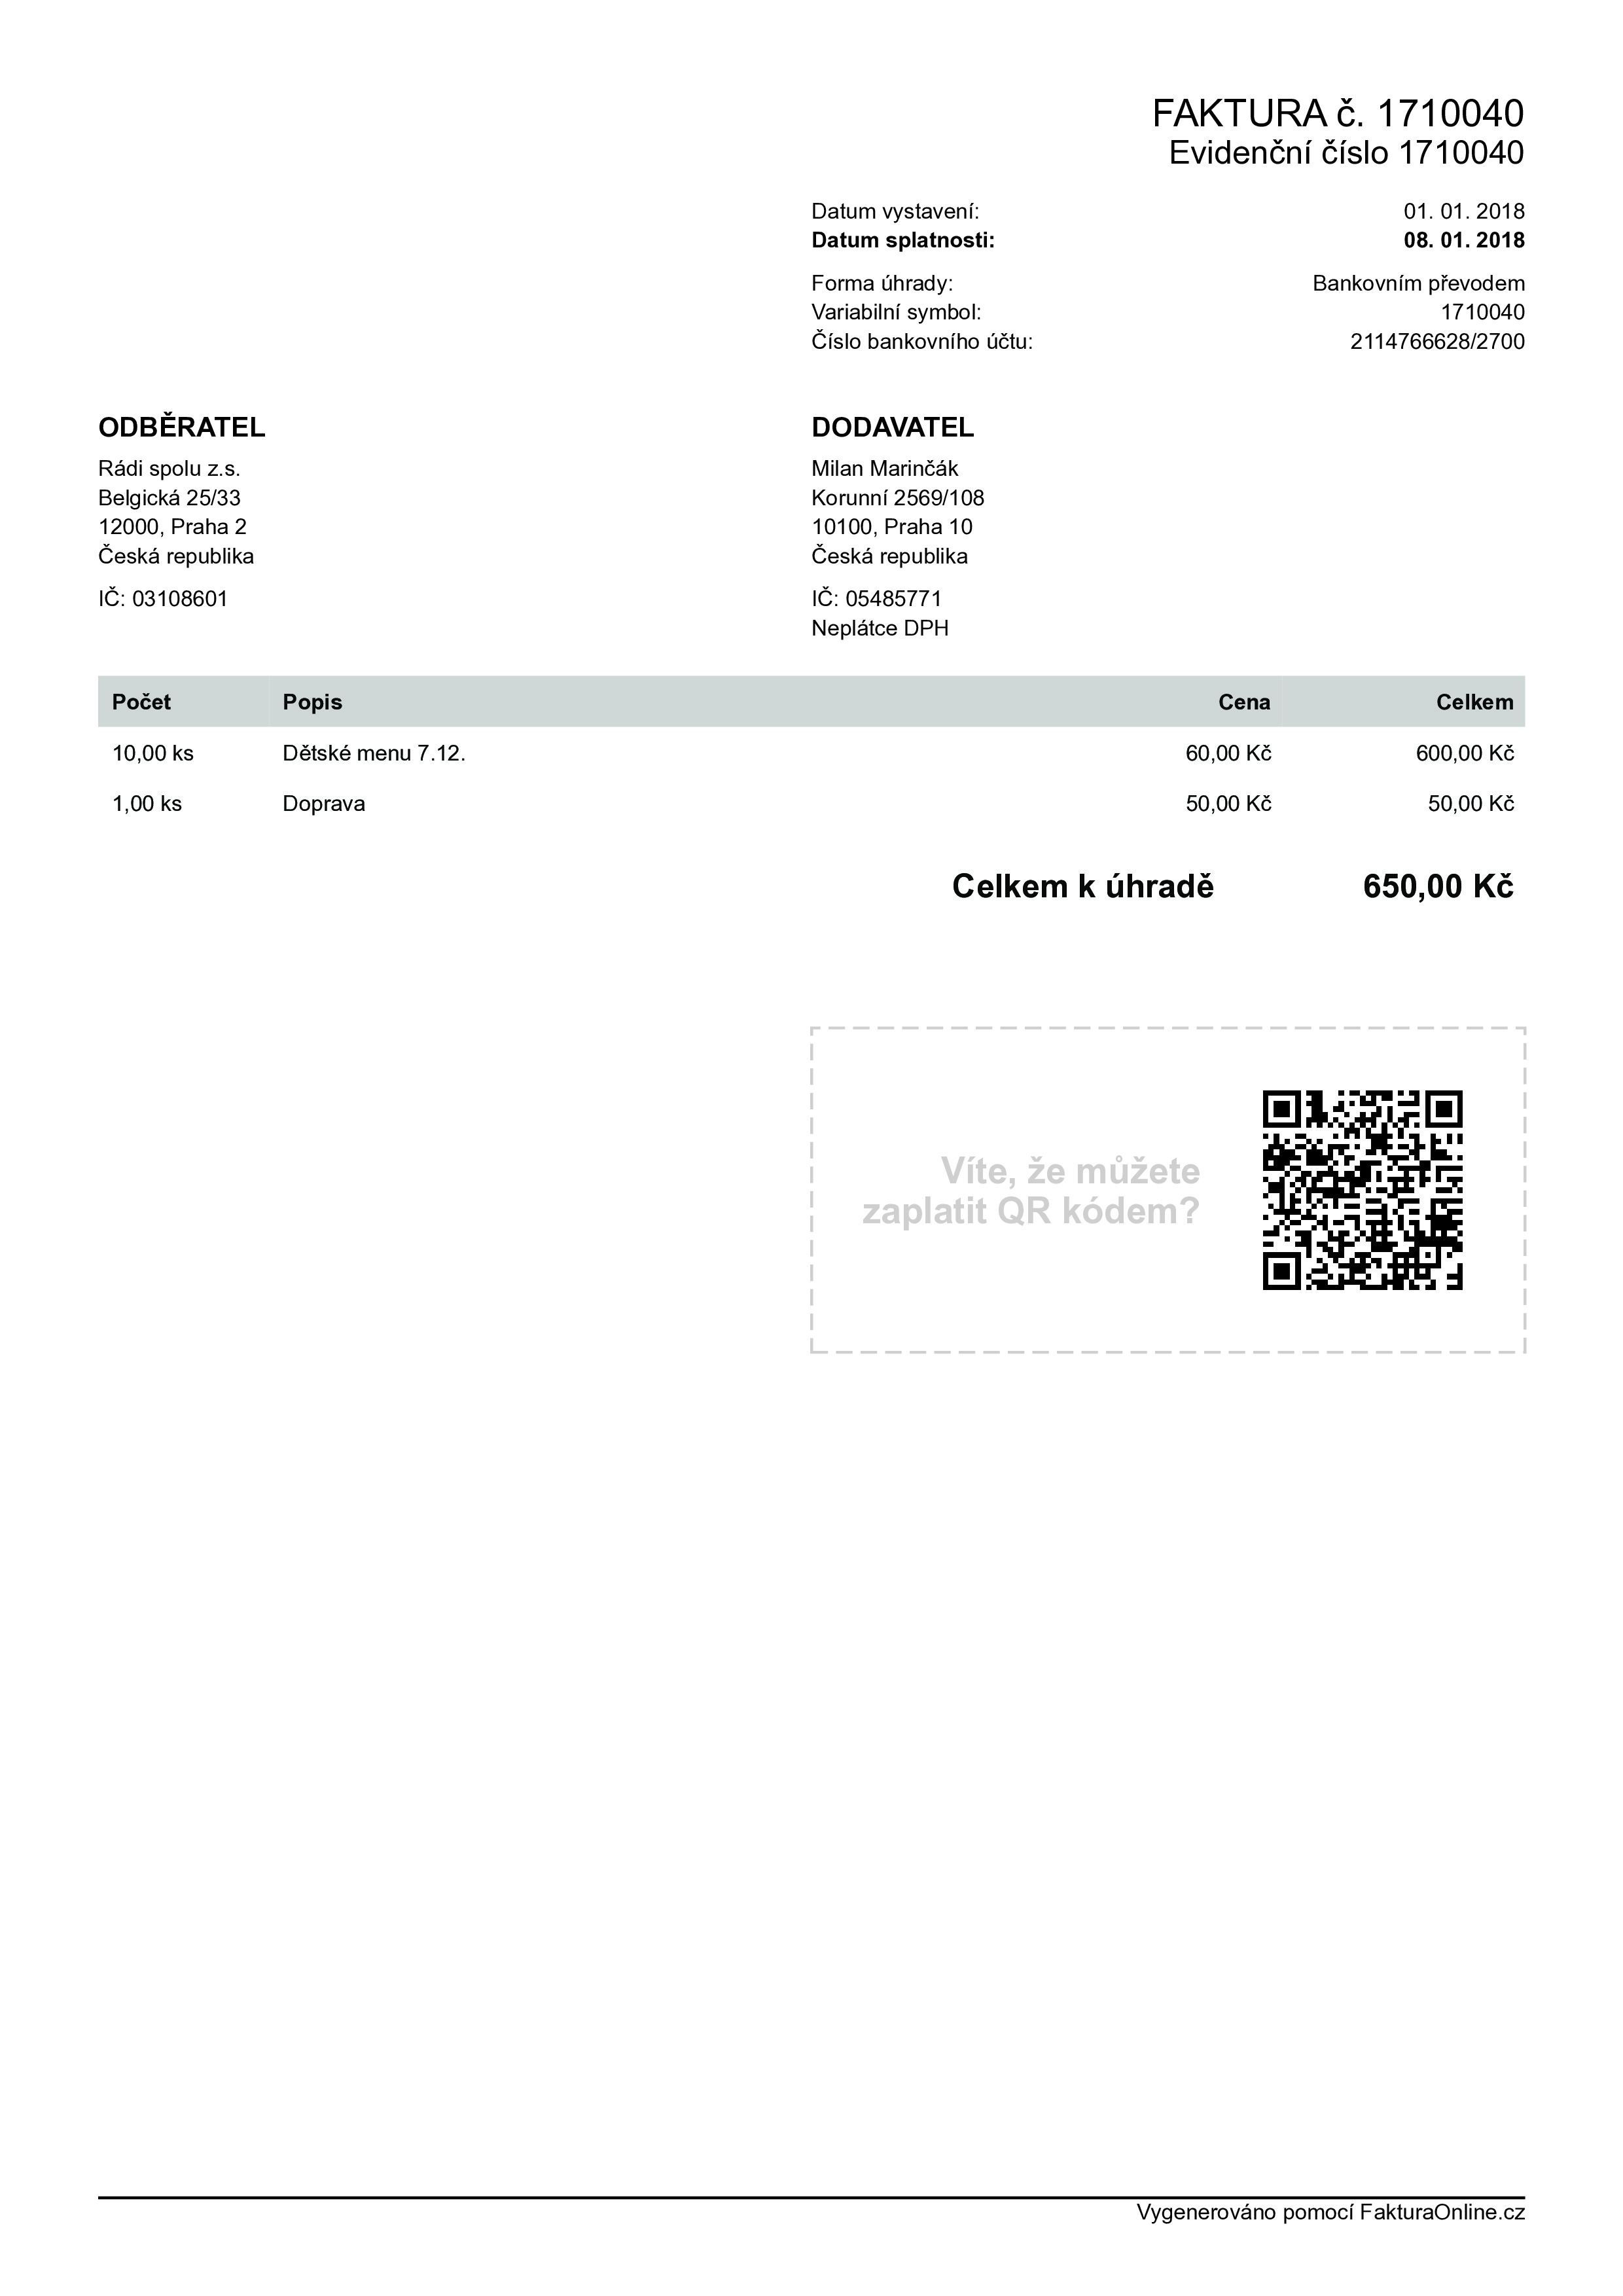 FAKTURA č. 1710040
Evidenční číslo 1710040
Datum vystavení: 01. 01. 2018
Datum splatnosti: 08. 01. 2018
Forma úhrady: Bankovním převodem
Variabilní symbol: 1710040
Číslo bankovního účtu: 2114766628/2700
ODBĚRATEL
Rádi spolu z.s.
Belgická 25/33
12000, Praha 2
Česká republika
IČ: 03108601
DODAVATEL
Milan Marinčák
Korunní 2569/108
10100, Praha 10
Česká republika
IČ: 05485771
Neplátce DPH
Počet Popis Cena Celkem
10,00 ks Dětské menu 7.12. 60,00 Kč 600,00 Kč
1,00 ks Doprava 50,00 Kč 50,00 Kč
Celkem k úhradě 650,00 Kč
Víte, že můžete
zaplatit QR kódem?
Vygenerováno pomocí FakturaOnline.cz